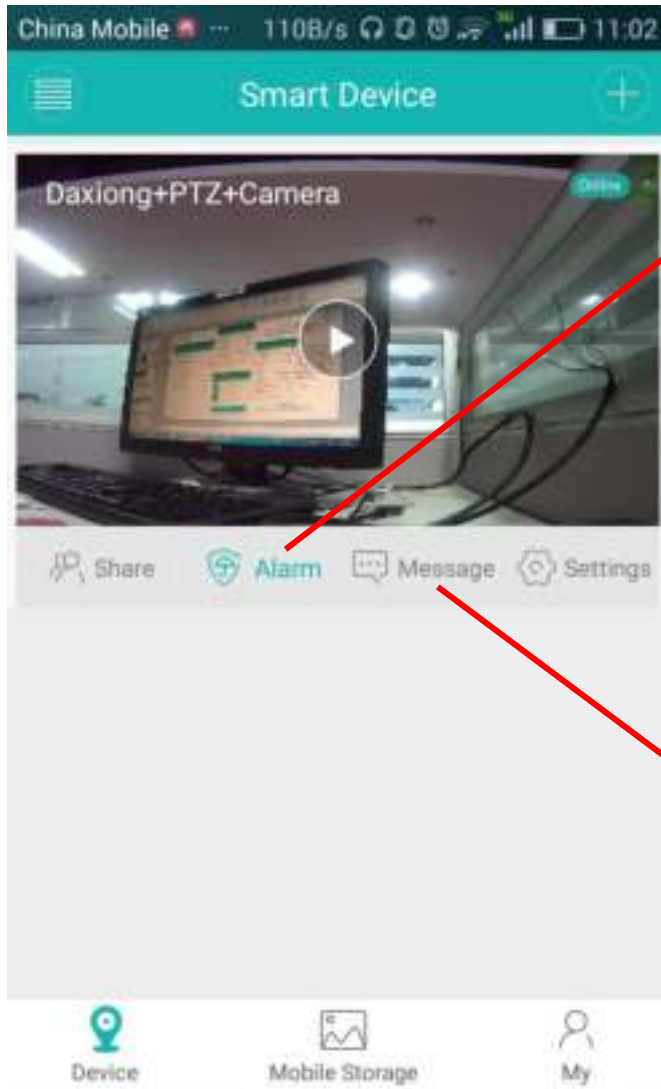 China Mobile ··· 110B/s 11:02
Smart Device
Daxiong+PTZ+Camera
Online
Share Alarm Message Settings
Device Mobile Storage My